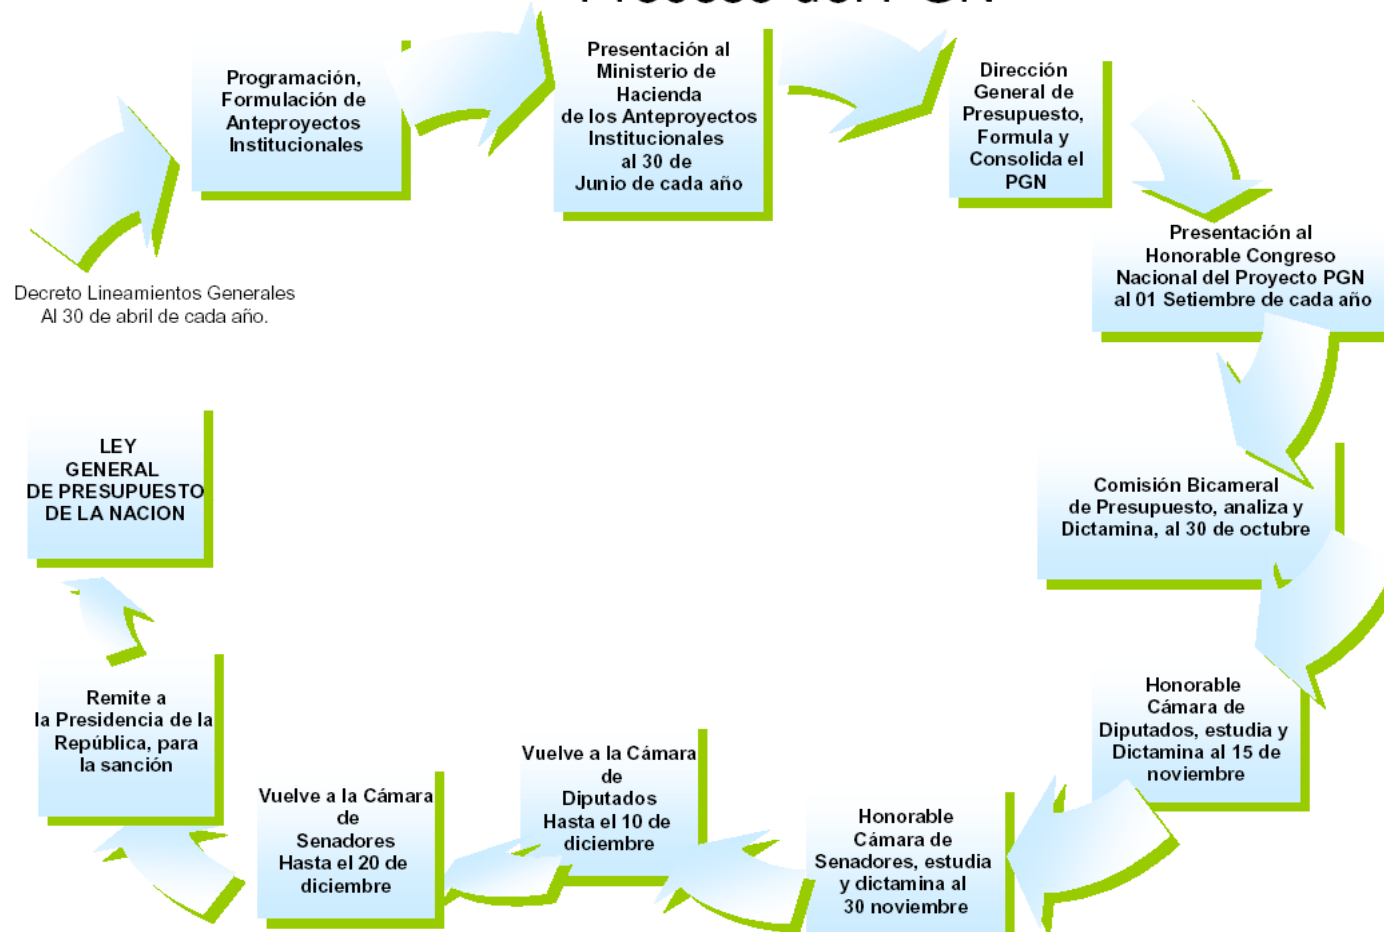 Proceso del PGN
Programación,
Formulación de
Anteproyectos
Institucionales
Presentación al
Ministerio de
Hacienda
de los Anteproyectos
Institucionales
al 30 de
Junio de cada año
Dirección
General de
Presupuesto,
Formula y
Consolida el
PGN
Presentación al
Honorable Congreso
Nacional del Proyecto PGN
al 01 Setiembre de cada año
Decreto Lineamientos Generales
Al 30 de abril de cada año.
Comisión Bicameral
de Presupuesto, analiza y
Dictamina, al 30 de octubre
Honorable
Cámara de
Diputados, estudia y
Dictamina al 15 de
noviembre
Honorable
Cámara de
Senadores, estudia
y dictamina al
30 noviembre
Vuelve a la Cámara
de
Diputados
Hasta el 10 de
diciembre
Vuelve a la Cámara
de
Senadores
Hasta el 20 de
diciembre
Remite a
la Presidencia de la
República, para
la sanción
LEY
GENERAL
DE PRESUPUESTO
DE LA NACION